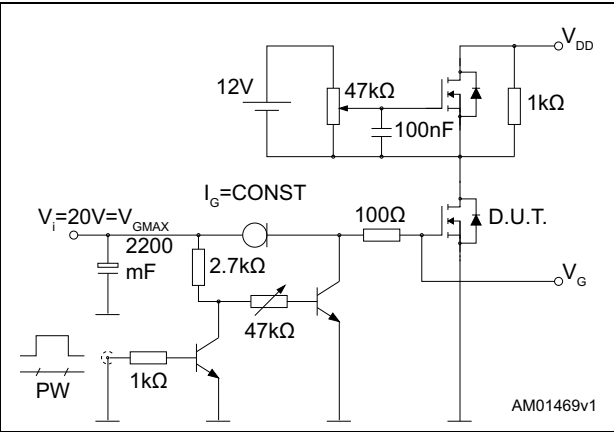 V_DD
12V
47kΩ
1kΩ
100nF
I_G=CONST
V_i=20V=V_GMAX
100Ω
D.U.T.
2200
mF
2.7kΩ
V_G
47kΩ
1kΩ
PW
AM01469v1